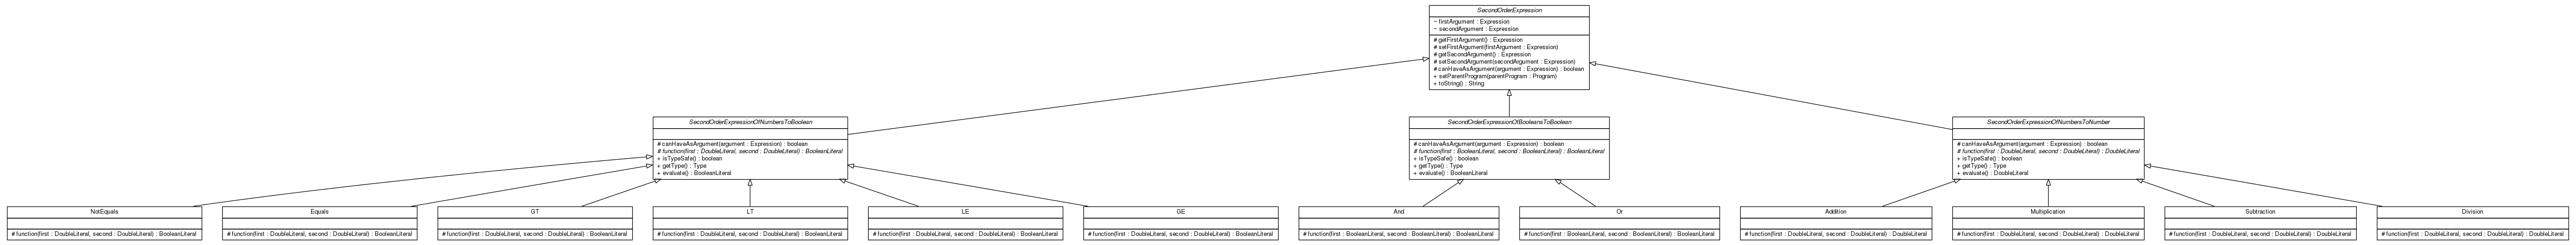 SecondOrderExpression
− firstArgument : Expression
− secondArgument : Expression
# getFirstArgument() : Expression
# setFirstArgument(firstArgument : Expression)
# getSecondArgument() : Expression
# setSecondArgument(secondArgument : Expression)
# canHaveAsArgument(argument : Expression) : boolean
+ setParentProgram(parentProgram : Program)
+ toString() : String
SecondOrderExpressionOfNumbersToBoolean
# canHaveAsArgument(argument : Expression) : boolean
# function(first : DoubleLiteral, second : DoubleLiteral) : BooleanLiteral
+ isTypeSafe() : boolean
+ getType() : Type
+ evaluate() : BooleanLiteral
SecondOrderExpressionOfBooleansToBoolean
# canHaveAsArgument(argument : Expression) : boolean
# function(first : BooleanLiteral, second : BooleanLiteral) : BooleanLiteral
+ isTypeSafe() : boolean
+ getType() : Type
+ evaluate() : BooleanLiteral
SecondOrderExpressionOfNumbersToNumber
# canHaveAsArgument(argument : Expression) : boolean
# function(first : DoubleLiteral, second : DoubleLiteral) : DoubleLiteral
+ isTypeSafe() : boolean
+ getType() : Type
+ evaluate() : DoubleLiteral
NotEquals
# function(first : DoubleLiteral, second : DoubleLiteral) : BooleanLiteral
Equals
# function(first : DoubleLiteral, second : DoubleLiteral) : BooleanLiteral
GT
# function(first : DoubleLiteral, second : DoubleLiteral) : BooleanLiteral
LT
# function(first : DoubleLiteral, second : DoubleLiteral) : BooleanLiteral
LE
# function(first : DoubleLiteral, second : DoubleLiteral) : BooleanLiteral
GE
# function(first : DoubleLiteral, second : DoubleLiteral) : BooleanLiteral
And
# function(first : BooleanLiteral, second : BooleanLiteral) : BooleanLiteral
Or
# function(first : BooleanLiteral, second : BooleanLiteral) : BooleanLiteral
Addition
# function(first : DoubleLiteral, second : DoubleLiteral) : DoubleLiteral
Multiplication
# function(first : DoubleLiteral, second : DoubleLiteral) : DoubleLiteral
Subtraction
# function(first : DoubleLiteral, second : DoubleLiteral) : DoubleLiteral
Division
# function(first : DoubleLiteral, second : DoubleLiteral) : DoubleLiteral